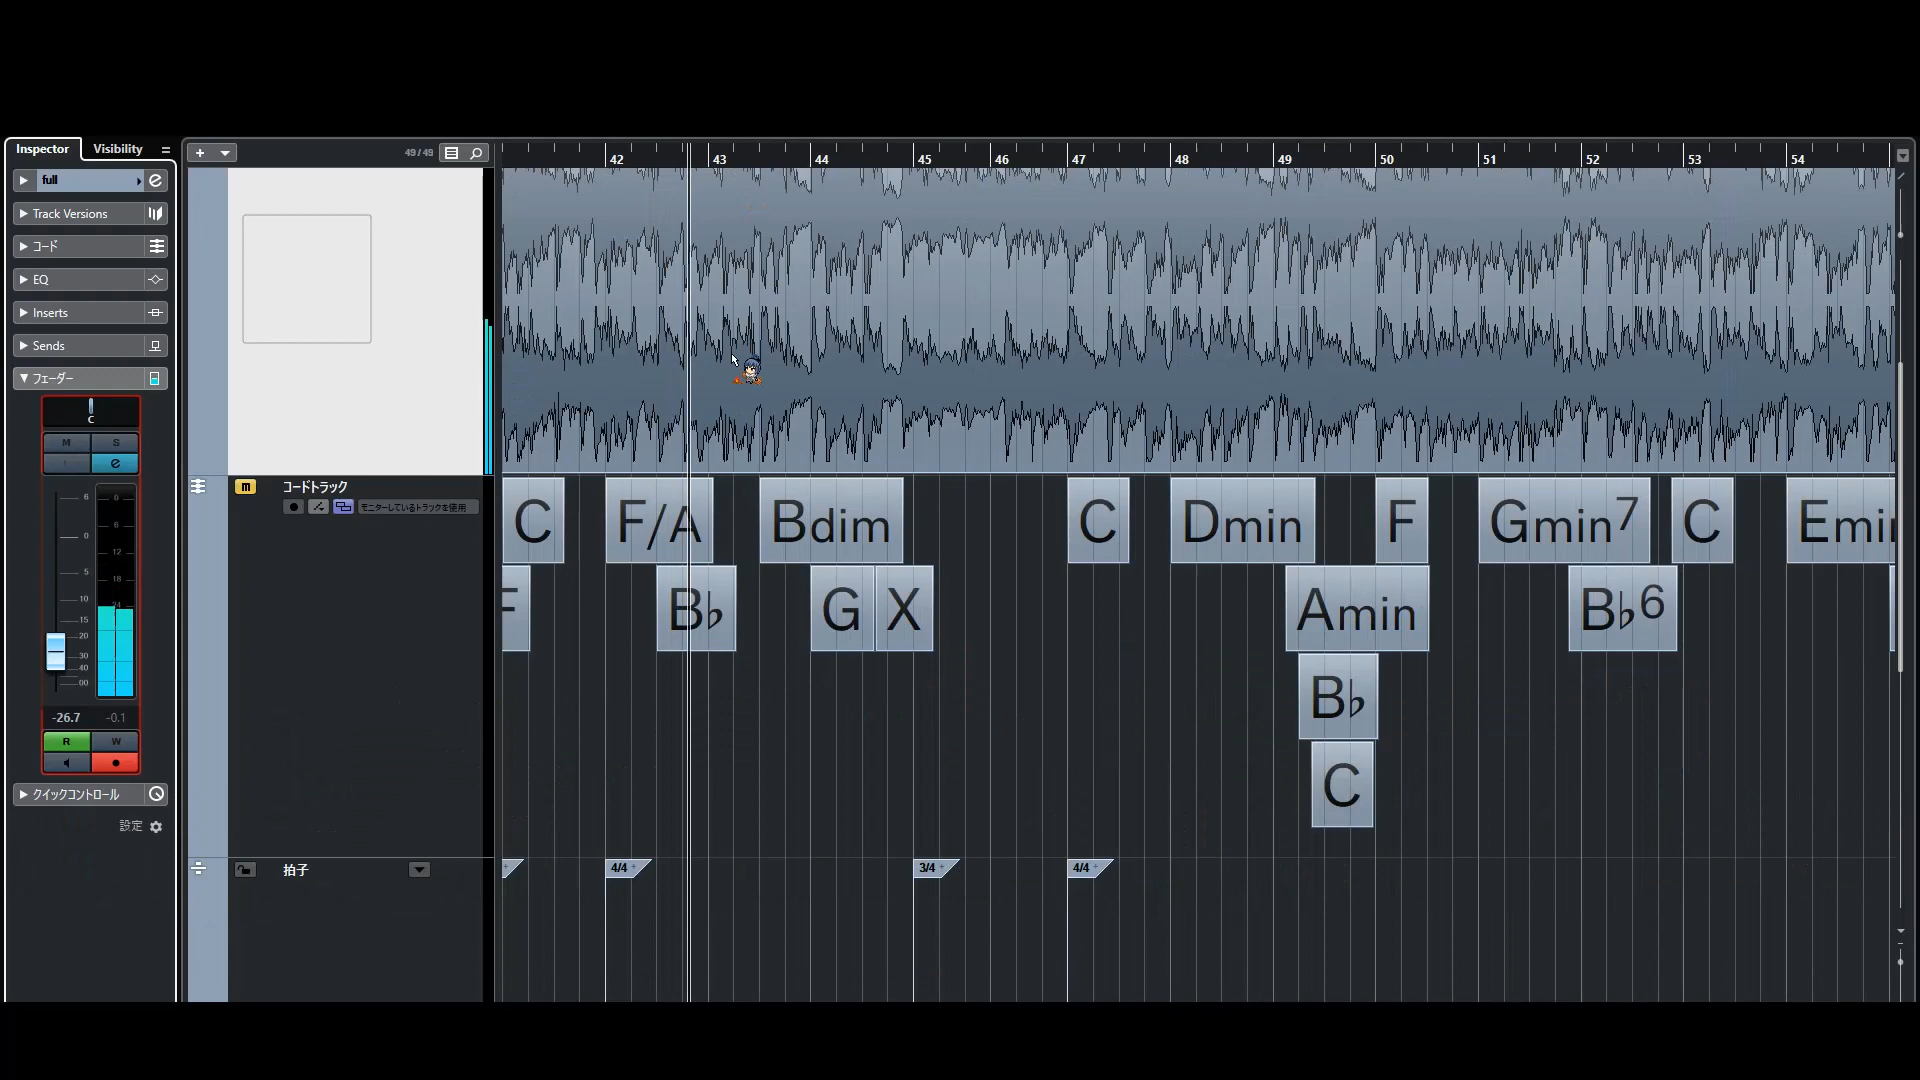 Inspector Visibility
full
Track Versions
コード
EQ
Inserts
Sends
フェーダー
C
M S
e
6 0
0 6
5 12
10 18
15 24
20
30
40
00
-26.7 -0.1
R W
クイックコントロール
設定
49 / 49
42 43 44 45 46 47 48 49 50 51 52 53 54
m コードトラック
モニターしているトラックを使用
C F/A Bdim C Dmin F Gmin7 C Emin
F B♭ G X Amin B♭6
B♭
C
拍子
4/4 3/4 4/4